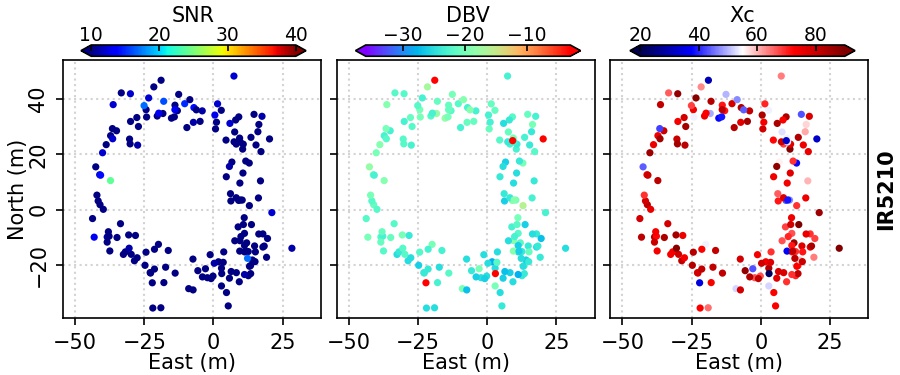 SNR DBV Xc
10 20 30 40 −30 −20 −10 20 40 60 80
40
20
0
−20
North (m)
IR5210
−50 −25 0 25 −50 −25 0 25 −50 −25 0 25
East (m) East (m) East (m)